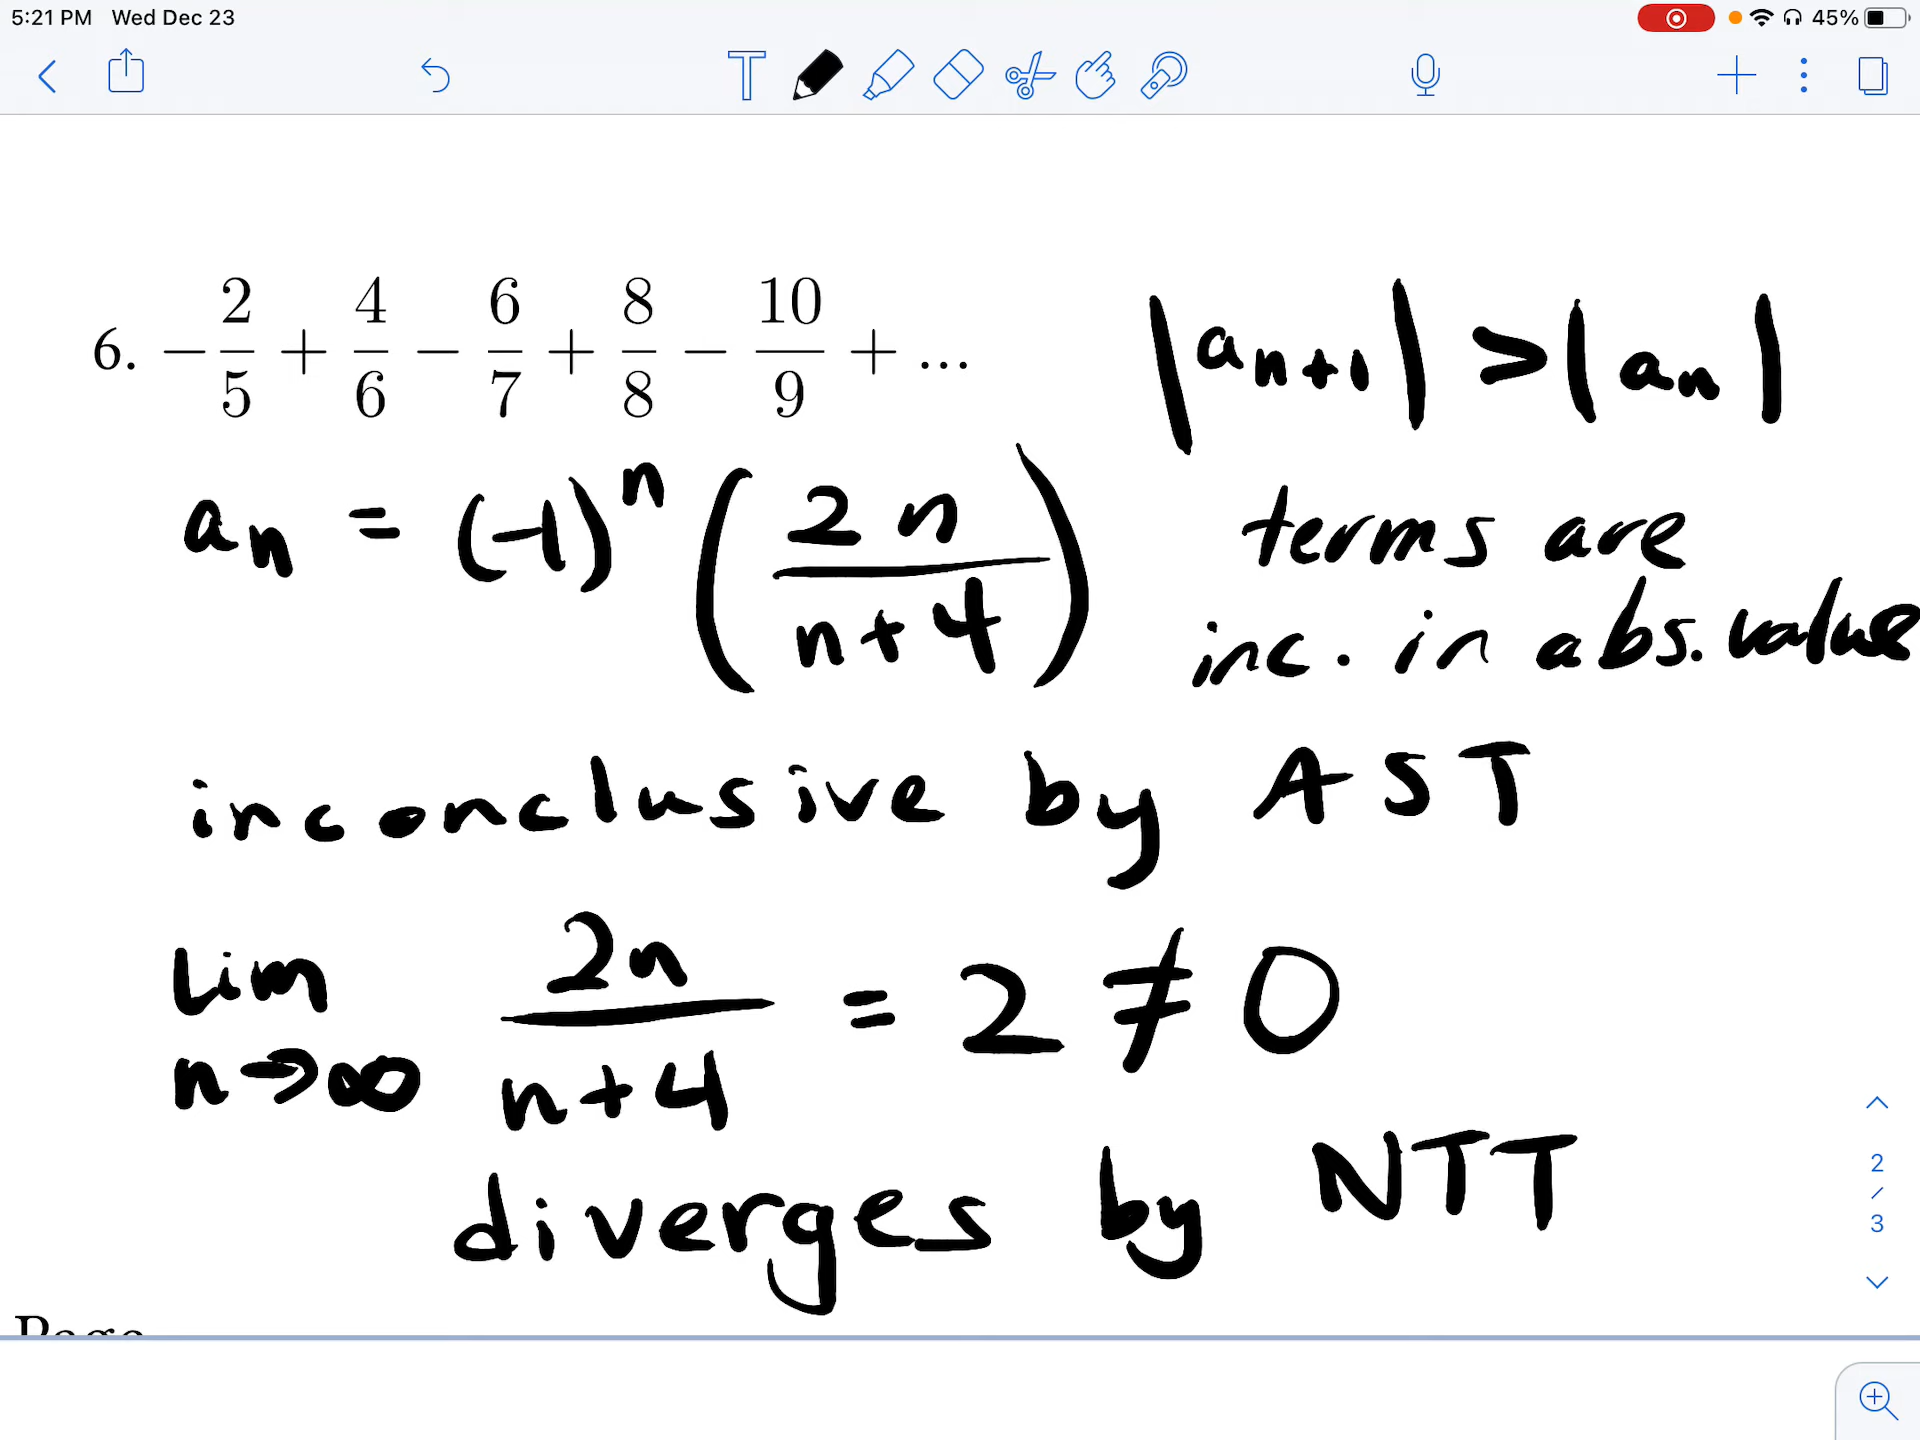 5:21 PM Wed Dec 23 45%
T
6. -2/5 + 4/6 - 6/7 + 8/8 - 10/9 + ...
|an+1| > |an|
an = (-1)^n (2n/n+4)
terms are
inc. in abs. value
inconclusive by AST
Lim n→∞ 2n/n+4 = 2 ≠ 0
diverges by NTT
2
/
3